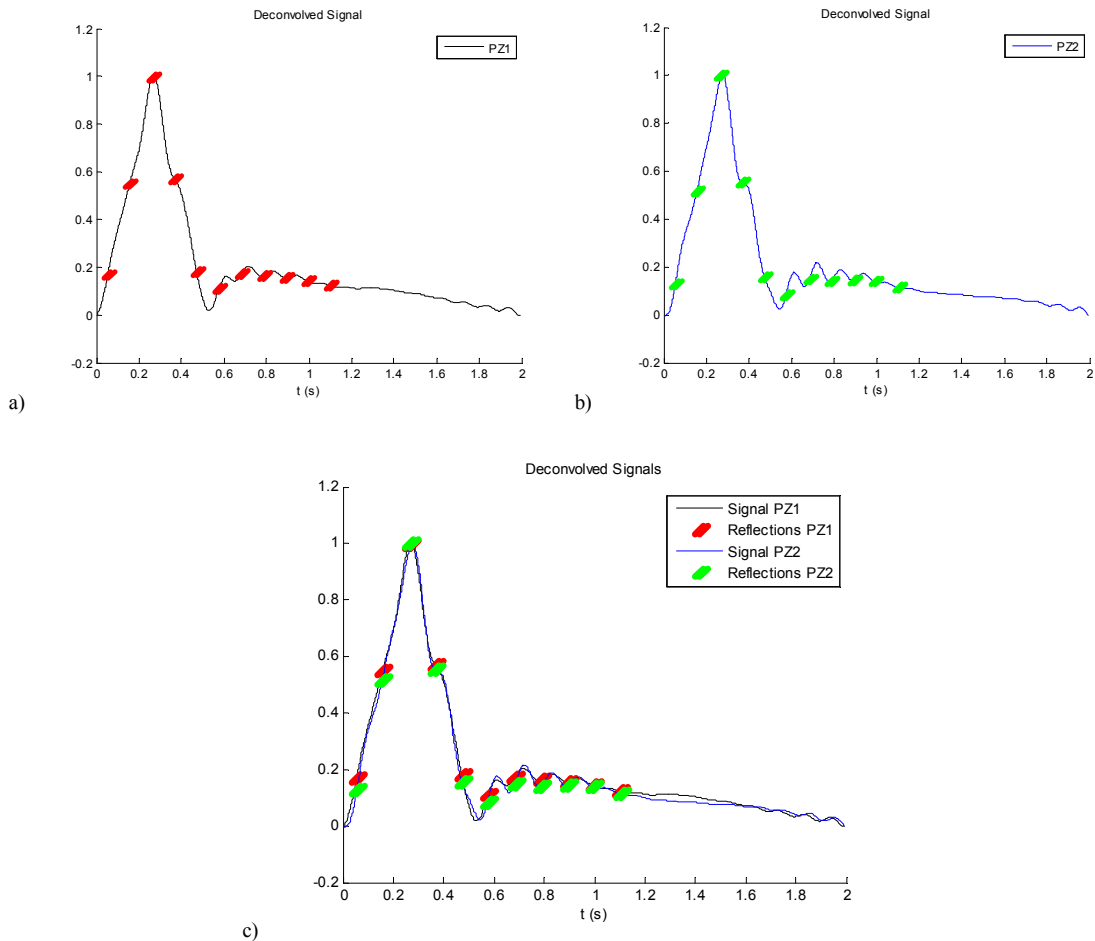 Deconvolved Signal
PZ1
1.2
1
0.8
0.6
0.4
0.2
0
-0.2
0 0.2 0.4 0.6 0.8 1 1.2 1.4 1.6 1.8 2
t (s)
a)
Deconvolved Signal
PZ2
1.2
1
0.8
0.6
0.4
0.2
0
-0.2
0 0.2 0.4 0.6 0.8 1 1.2 1.4 1.6 1.8 2
t (s)
b)
Deconvolved Signals
Signal PZ1
Reflections PZ1
Signal PZ2
Reflections PZ2
1.2
1
0.8
0.6
0.4
0.2
0
-0.2
0 0.2 0.4 0.6 0.8 1 1.2 1.4 1.6 1.8 2
t (s)
c)